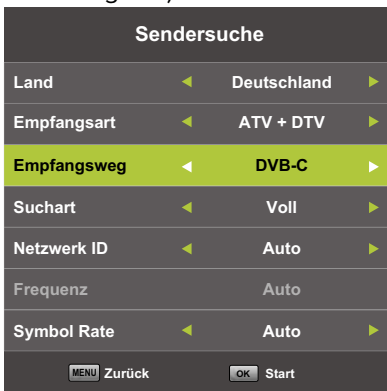 Sendersuche
Land Deutschland
Empfangsart ATV + DTV
Empfangsweg DVB-C
Suchart Voll
Netzwerk ID Auto
Frequenz Auto
Symbol Rate Auto
MENU Zurück OK Start